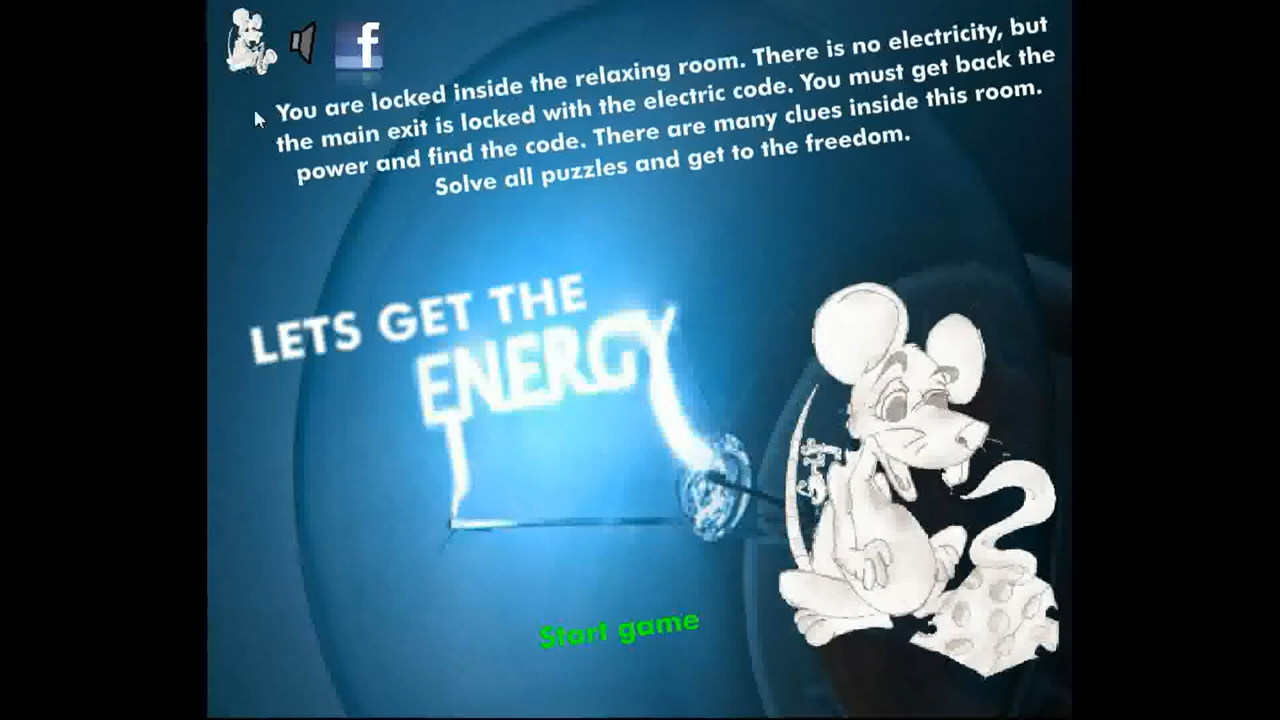 f
You are locked inside the relaxing room. There is no electricity, but
the main exit is locked with the electric code. You must get back the
power and find the code. There are many clues inside this room.
Solve all puzzles and get to the freedom.
LETS GET THE
ENERGY
Start game